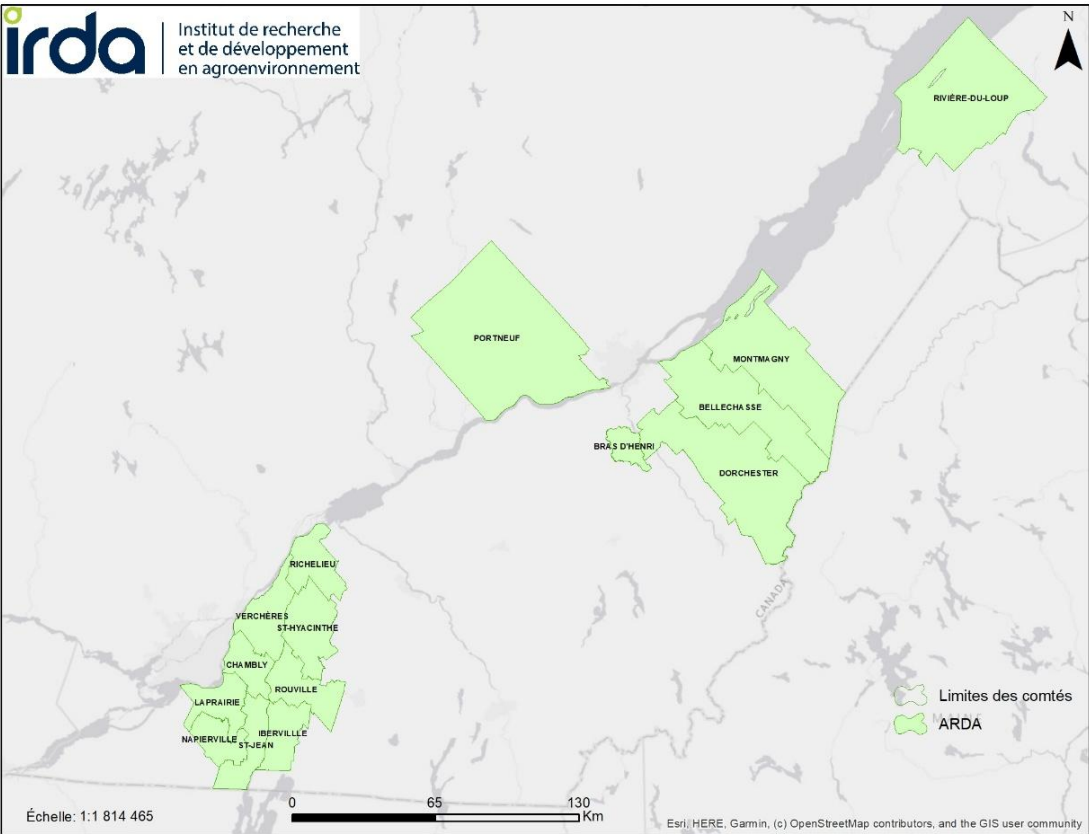 irda
Institut de recherche
et de développement
en agroenvironnement
N
RIVIÈRE-DU-LOUP
PORTNEUF
MONTMAGNY
BELLECHASSE
BRAS D'HENRI
DORCHESTER
RICHELIEU
VERCHÈRES
ST-HYACINTHE
CHAMBLY
ROUVILLE
LAPRAIRIE
IBERVILLLE
NAPIERVILLE
ST-JEAN
CANADA
Limites des comtés
ARDA
Échelle: 1:1 814 465
0 65 130
Km
Esri, HERE, Garmin, (c) OpenStreetMap contributors, and the GIS user community